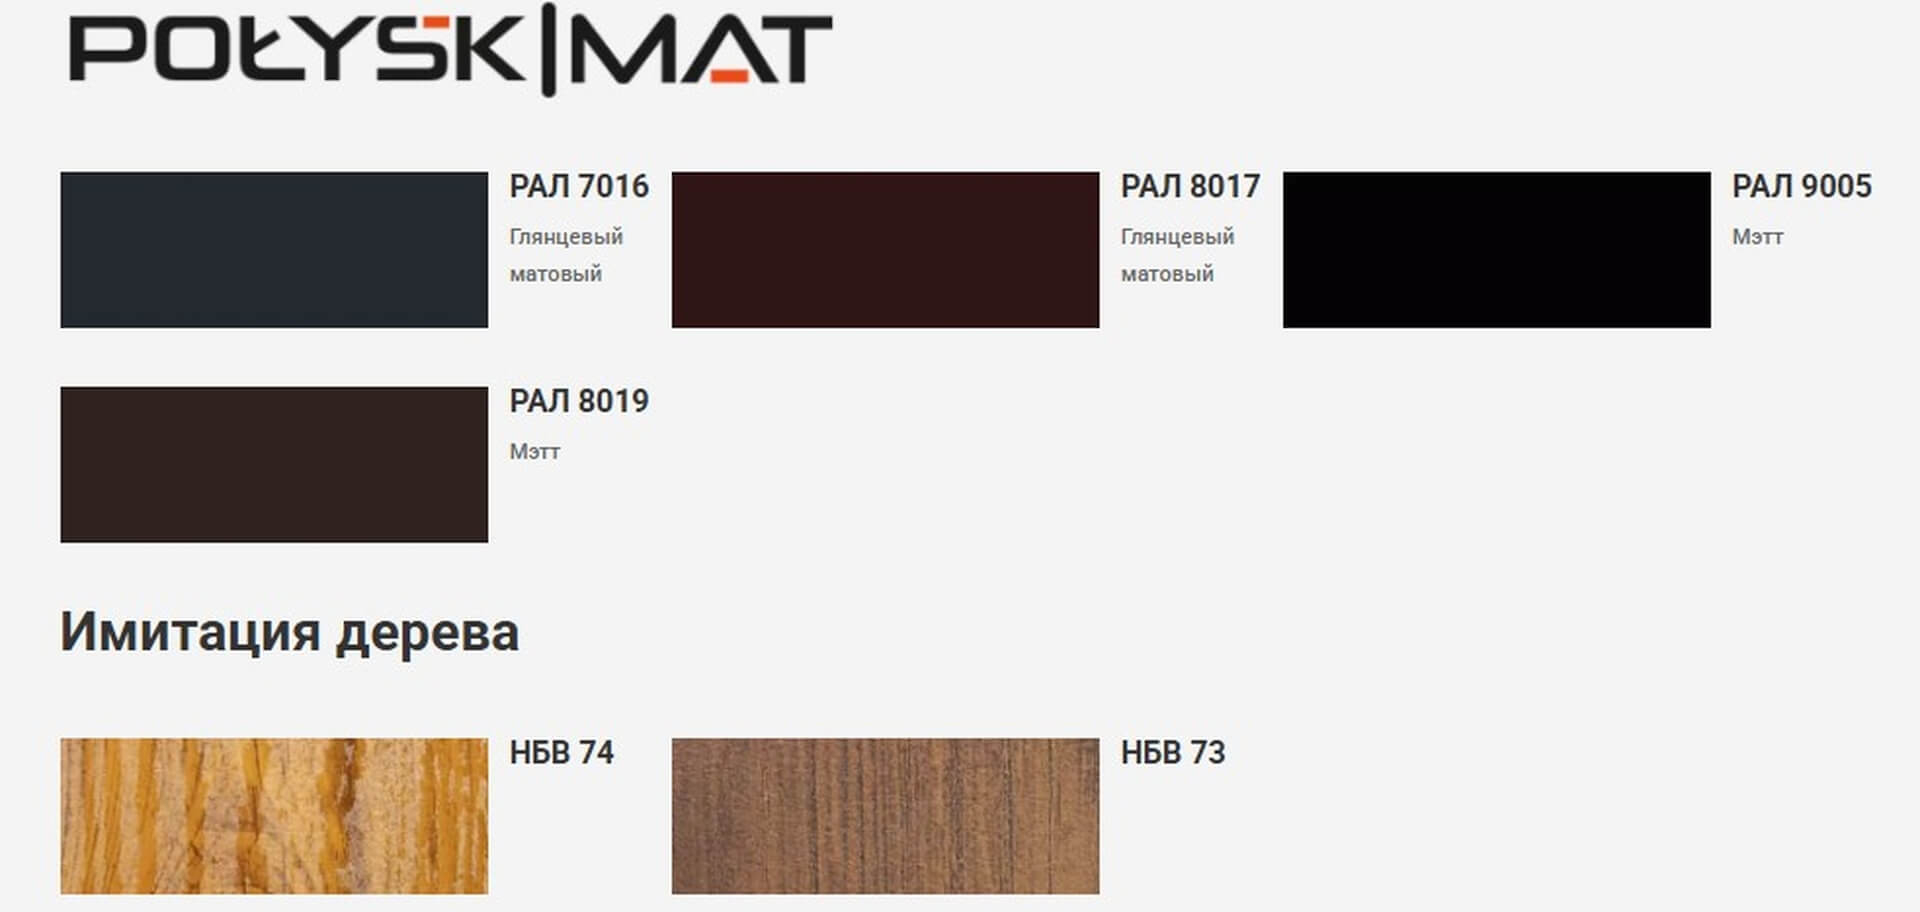 POŁYSK|MAT
РАЛ 7016
Глянцевый
матовый
РАЛ 8017
Глянцевый
матовый
РАЛ 9005
Мэтт
РАЛ 8019
Мэтт
Имитация дерева
НБВ 74
НБВ 73